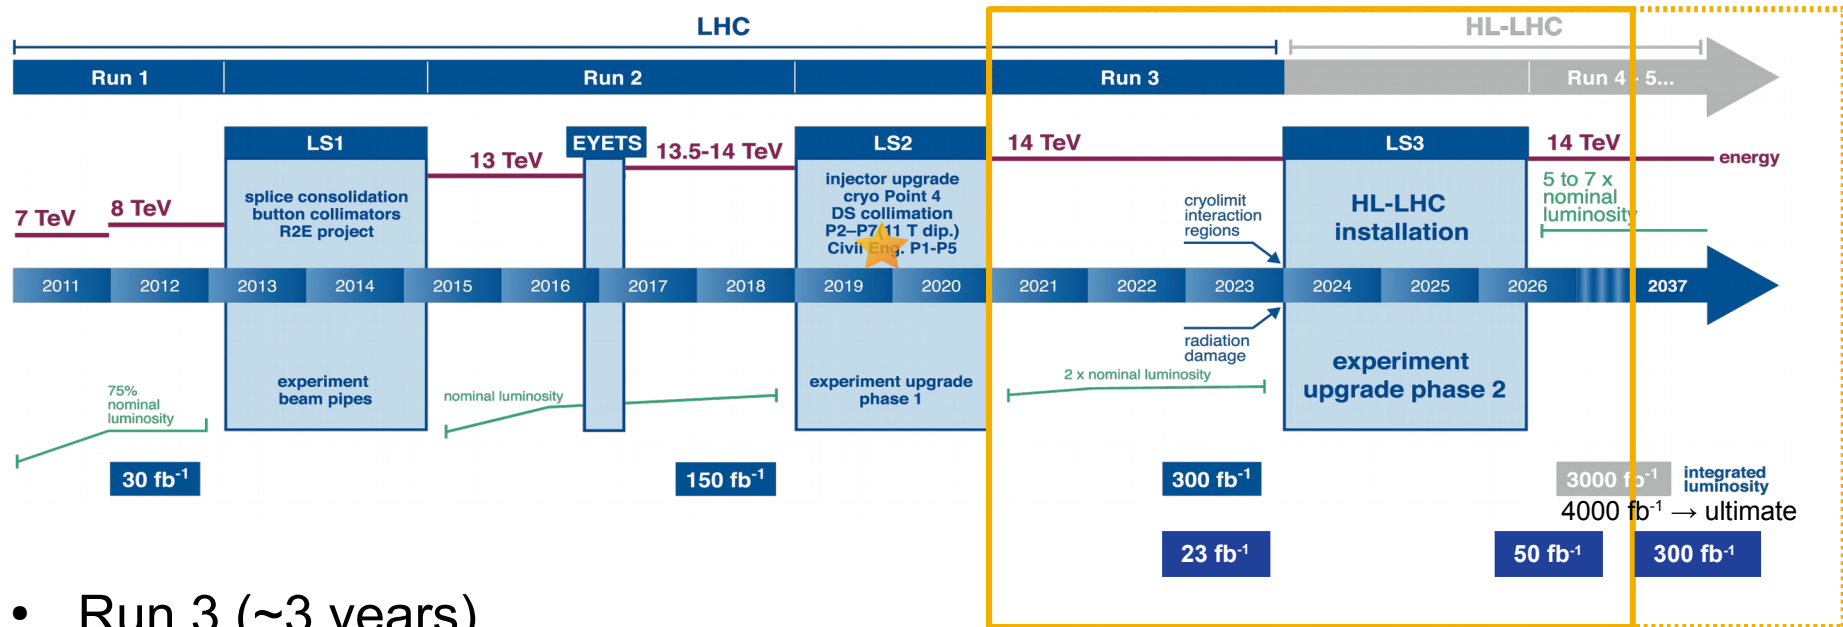 LHC
HL-LHC
Run 1
Run 2
Run 3
Run 4 - 5...
LS1
splice consolidation
button collimators
R2E project
EYETS
LS2
injector upgrade
cryo Point 4
DS collimation
P2–P7(11 T dip.)
Civil Eng. P1-P5
LS3
HL-LHC
installation
7 TeV
8 TeV
13 TeV
13.5-14 TeV
14 TeV
14 TeV
energy
cryolimit
interaction
regions
5 to 7 x
nominal
luminosity
2011
2012
2013
2014
2015
2016
2017
2018
2019
2020
2021
2022
2023
2024
2025
2026
2037
radiation
damage
75%
nominal
luminosity
experiment
beam pipes
nominal luminosity
experiment upgrade
phase 1
2 x nominal luminosity
experiment
upgrade phase 2
30 fb-1
150 fb-1
300 fb-1
3000 fb-1
integrated
luminosity
4000 fb-1 → ultimate
23 fb-1
50 fb-1
300 fb-1
• Run 3 (~3 years)